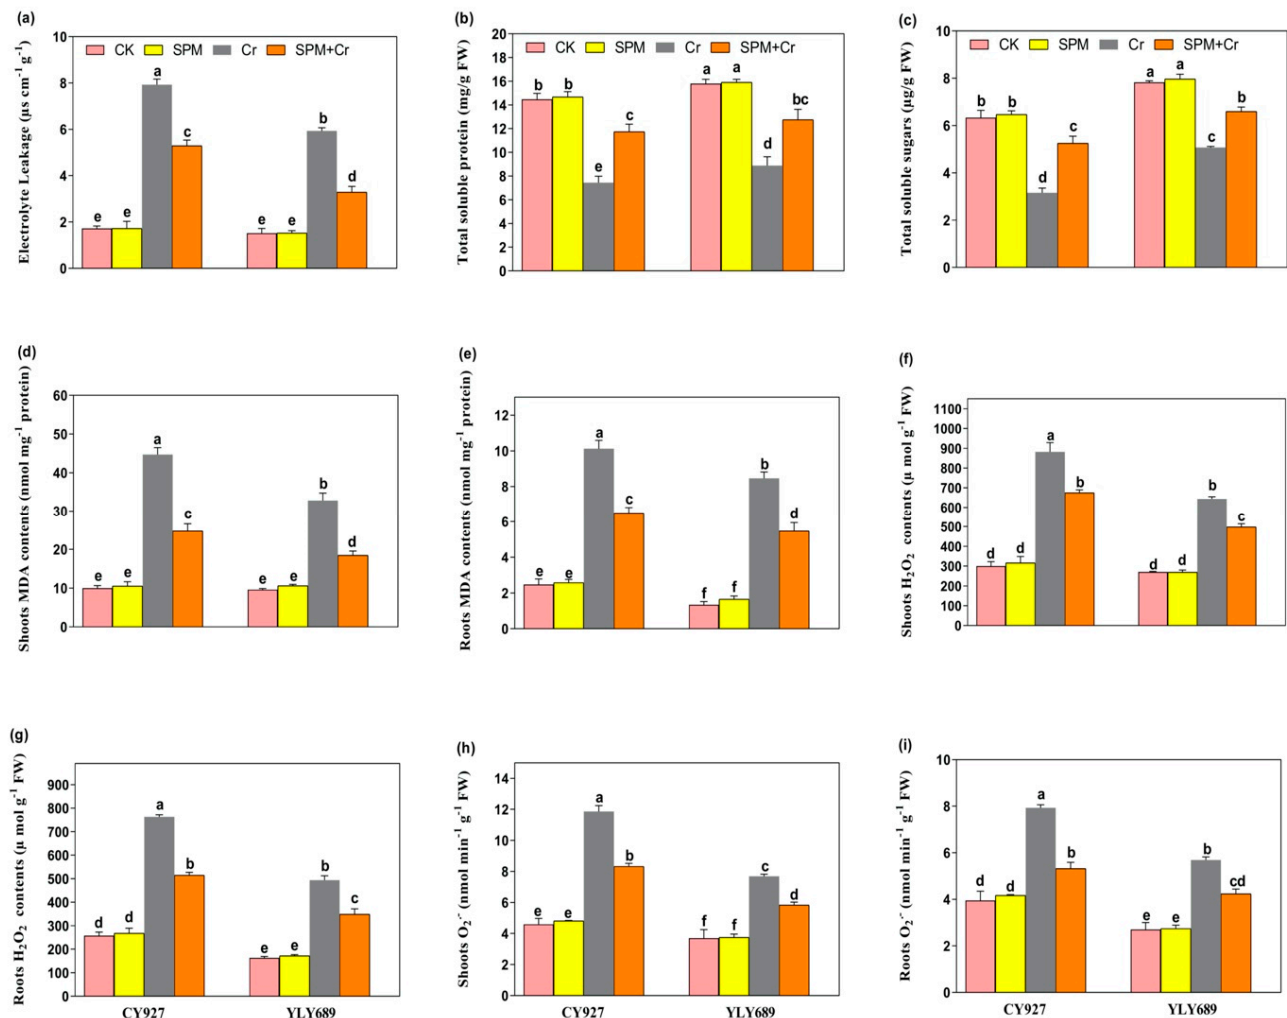 (a)
Electrolyte Leakage (µs cm⁻¹ g⁻¹)
10
8
6
4
2
0
CK SPM Cr SPM+Cr
e e a c e e b d
(b)
Total soluble protein (mg/g FW)
20
18
16
14
12
10
8
6
4
2
0
CK SPM Cr SPM+Cr
b b e c a a d bc
(c)
Total soluble sugars (µg/g FW)
10
8
6
4
2
0
CK SPM Cr SPM+Cr
b b d c a a c b
(d)
Shoots MDA contents (nmol mg⁻¹ protein)
60
50
40
30
20
10
0
e e a c e e b d
(e)
Roots MDA contents (nmol mg⁻¹ protein)
12
10
8
6
4
2
0
e e a c f f b d
(f)
Shoots H₂O₂ contents (µ mol g⁻¹ FW)
1100
1000
900
800
700
600
500
400
300
200
100
0
d d a b d d b c
(g)
Roots H₂O₂ contents (µ mol g⁻¹ FW)
900
800
700
600
500
400
300
200
100
0
d d a b e e b c
CY927 YLY689
(h)
Shoots O₂·⁻ (nmol min⁻¹ g⁻¹ FW)
14
12
10
8
6
4
2
0
e e a b f f c d
CY927 YLY689
(i)
Roots O₂·⁻ (nmol min⁻¹ g⁻¹ FW)
10
8
6
4
2
0
d d a b e e b cd
CY927 YLY689